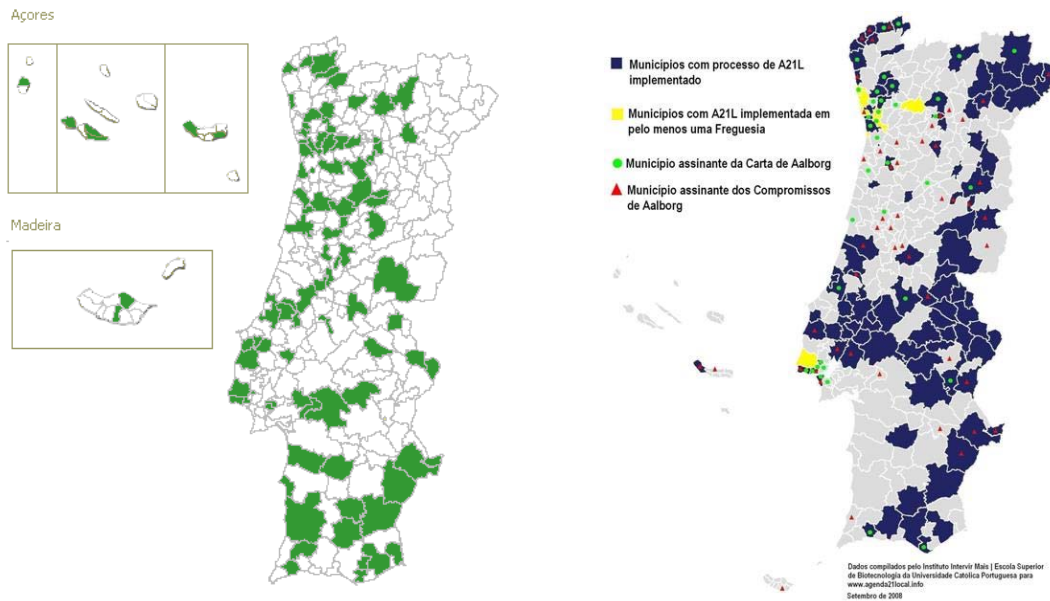 Açores
Madeira
Municípios com processo de A21L
implementado
Municípios com A21L implementada em
pelo menos uma Freguesia
Municipio assinante da Carta de Aalborg
Municipio assinante dos Compromissos
de Aalborg
Dados compilados pelo Instituto Intervir Mais | Escola Superior
de Biotecnologia da Universidade Católica Portuguesa para
www.agenda21local.info
Setembro de 2008